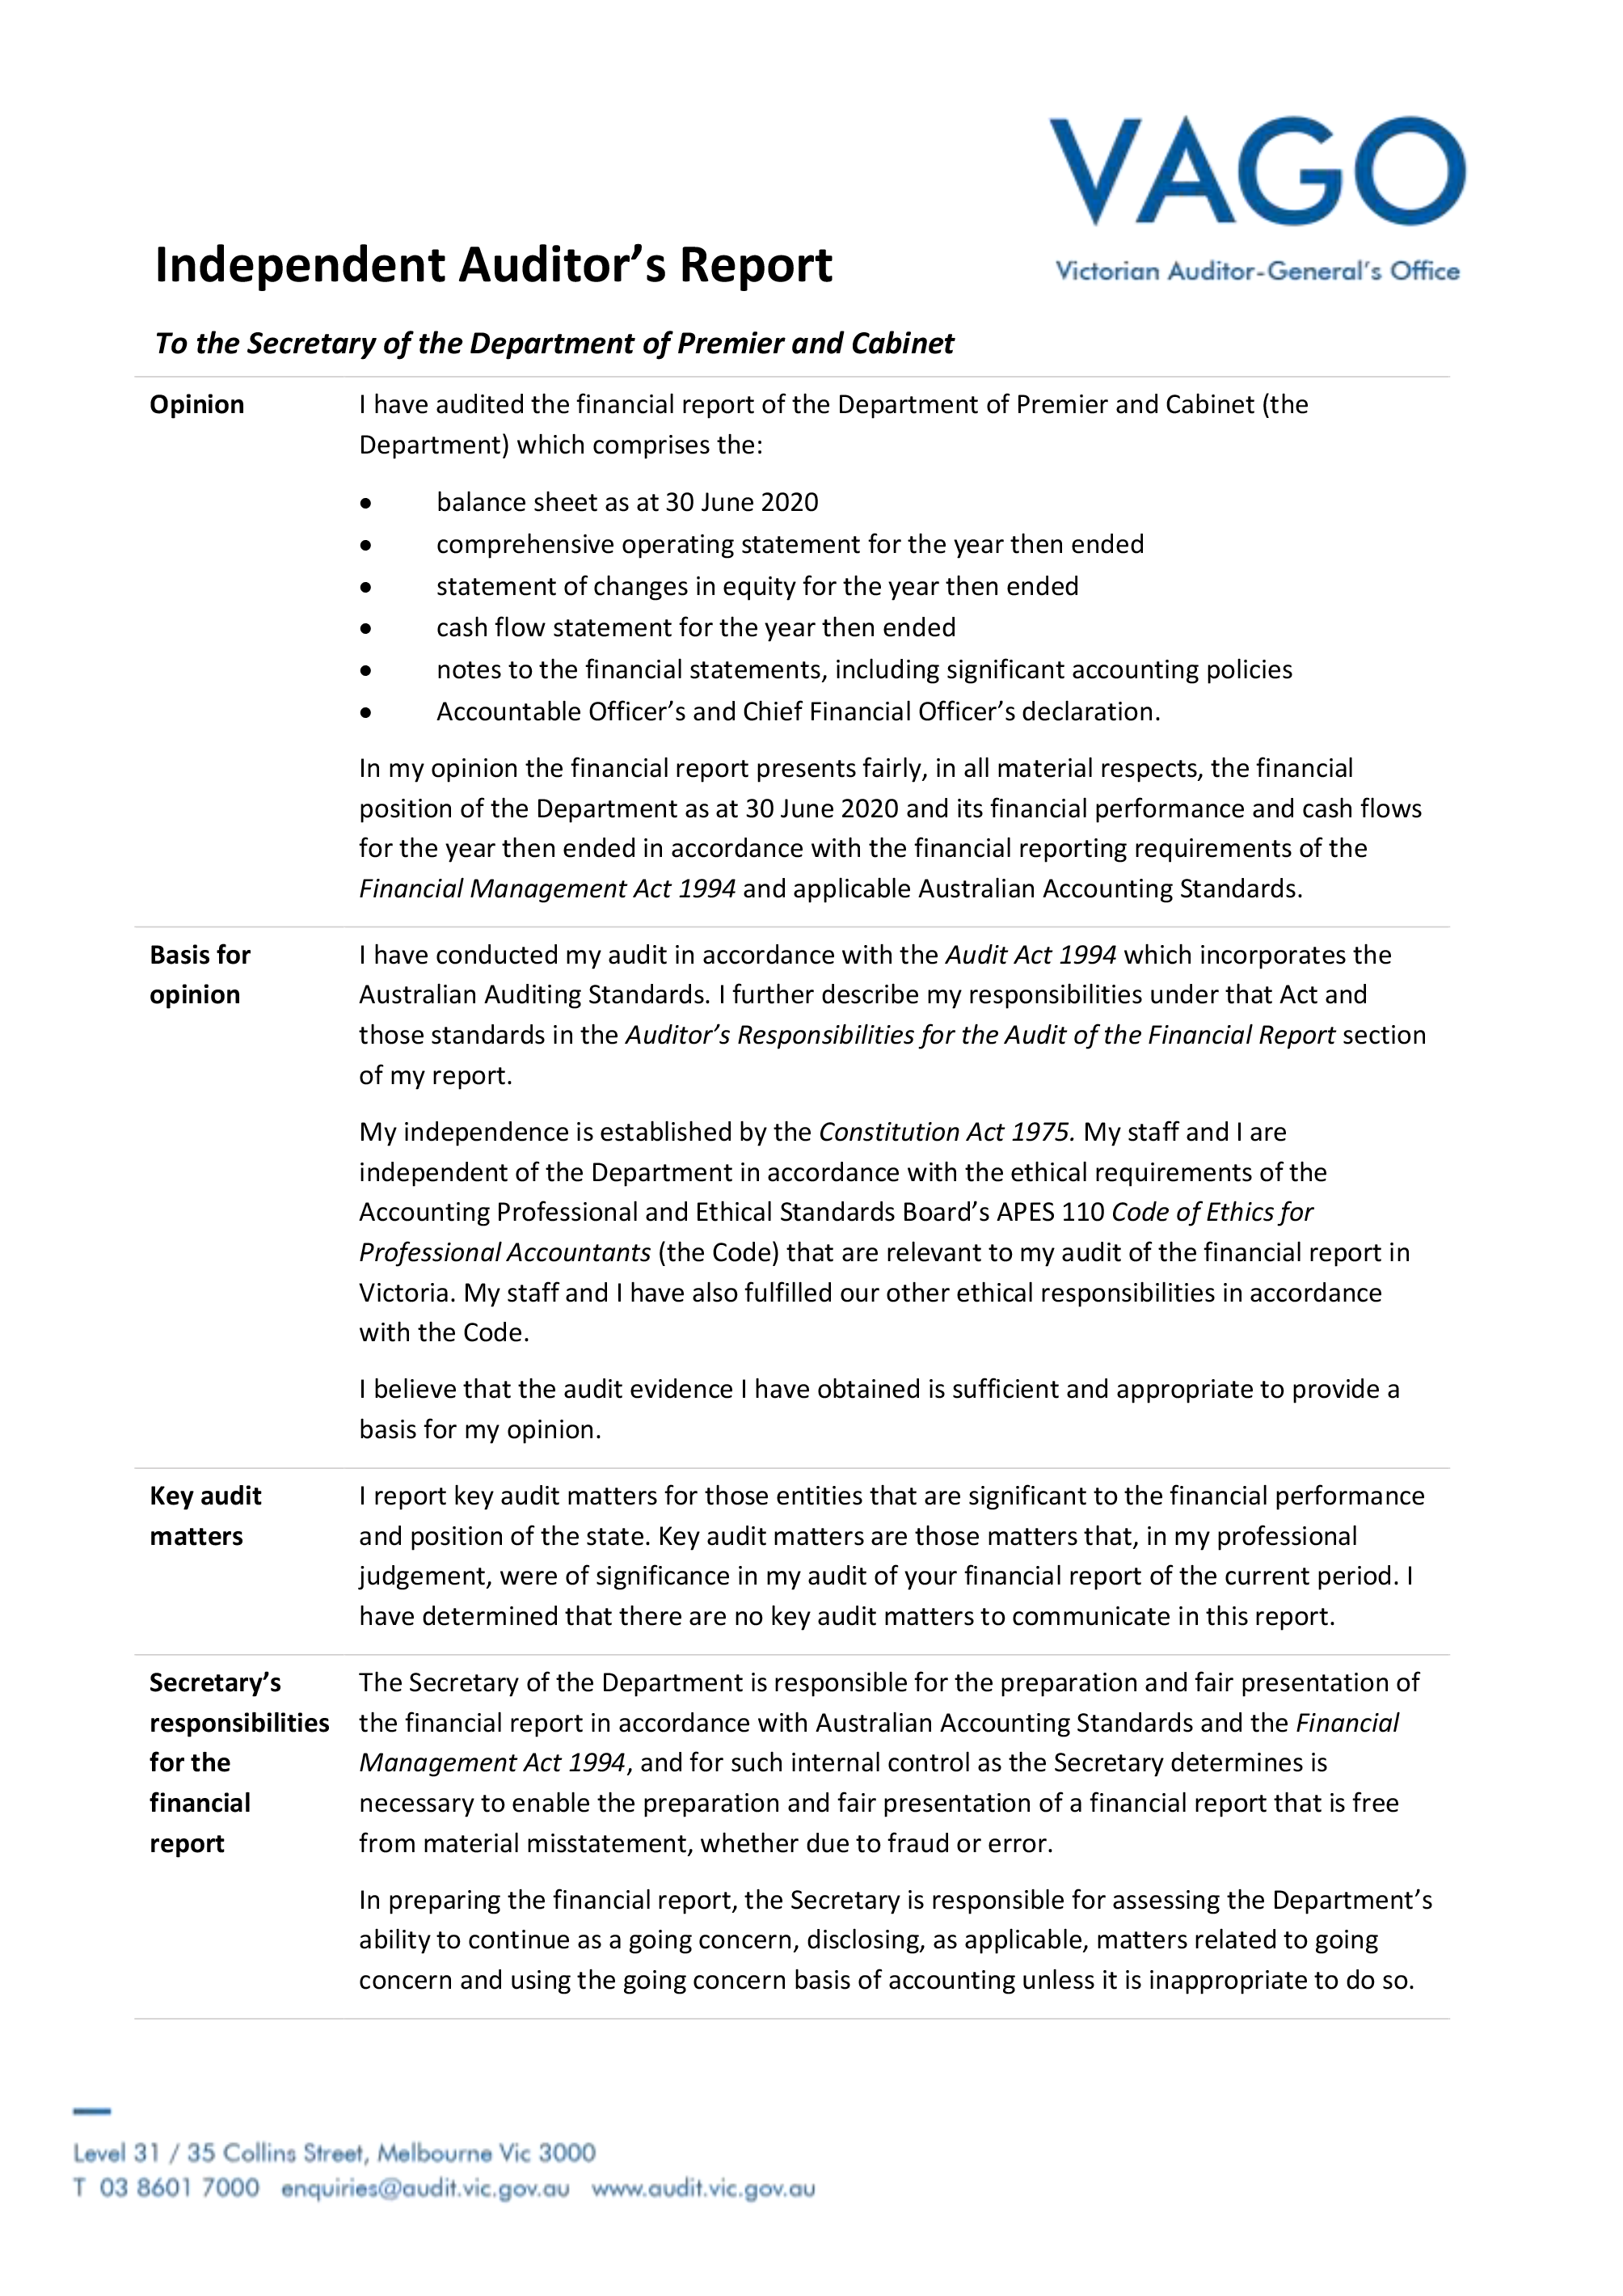 VAGO
Victorian Auditor-General's Office
Independent Auditor’s Report
To the Secretary of the Department of Premier and Cabinet
Opinion
I have audited the financial report of the Department of Premier and Cabinet (the
Department) which comprises the:
• balance sheet as at 30 June 2020
• comprehensive operating statement for the year then ended
• statement of changes in equity for the year then ended
• cash flow statement for the year then ended
• notes to the financial statements, including significant accounting policies
• Accountable Officer’s and Chief Financial Officer’s declaration.
In my opinion the financial report presents fairly, in all material respects, the financial
position of the Department as at 30 June 2020 and its financial performance and cash flows
for the year then ended in accordance with the financial reporting requirements of the
Financial Management Act 1994 and applicable Australian Accounting Standards.
Basis for
opinion
I have conducted my audit in accordance with the Audit Act 1994 which incorporates the
Australian Auditing Standards. I further describe my responsibilities under that Act and
those standards in the Auditor’s Responsibilities for the Audit of the Financial Report section
of my report.
My independence is established by the Constitution Act 1975. My staff and I are
independent of the Department in accordance with the ethical requirements of the
Accounting Professional and Ethical Standards Board’s APES 110 Code of Ethics for
Professional Accountants (the Code) that are relevant to my audit of the financial report in
Victoria. My staff and I have also fulfilled our other ethical responsibilities in accordance
with the Code.
I believe that the audit evidence I have obtained is sufficient and appropriate to provide a
basis for my opinion.
Key audit
matters
I report key audit matters for those entities that are significant to the financial performance
and position of the state. Key audit matters are those matters that, in my professional
judgement, were of significance in my audit of your financial report of the current period. I
have determined that there are no key audit matters to communicate in this report.
Secretary’s
responsibilities
for the
financial
report
The Secretary of the Department is responsible for the preparation and fair presentation of
the financial report in accordance with Australian Accounting Standards and the Financial
Management Act 1994, and for such internal control as the Secretary determines is
necessary to enable the preparation and fair presentation of a financial report that is free
from material misstatement, whether due to fraud or error.
In preparing the financial report, the Secretary is responsible for assessing the Department’s
ability to continue as a going concern, disclosing, as applicable, matters related to going
concern and using the going concern basis of accounting unless it is inappropriate to do so.
Level 31 / 35 Collins Street, Melbourne Vic 3000
T 03 8601 7000 enquiries@audit.vic.gov.au www.audit.vic.gov.au